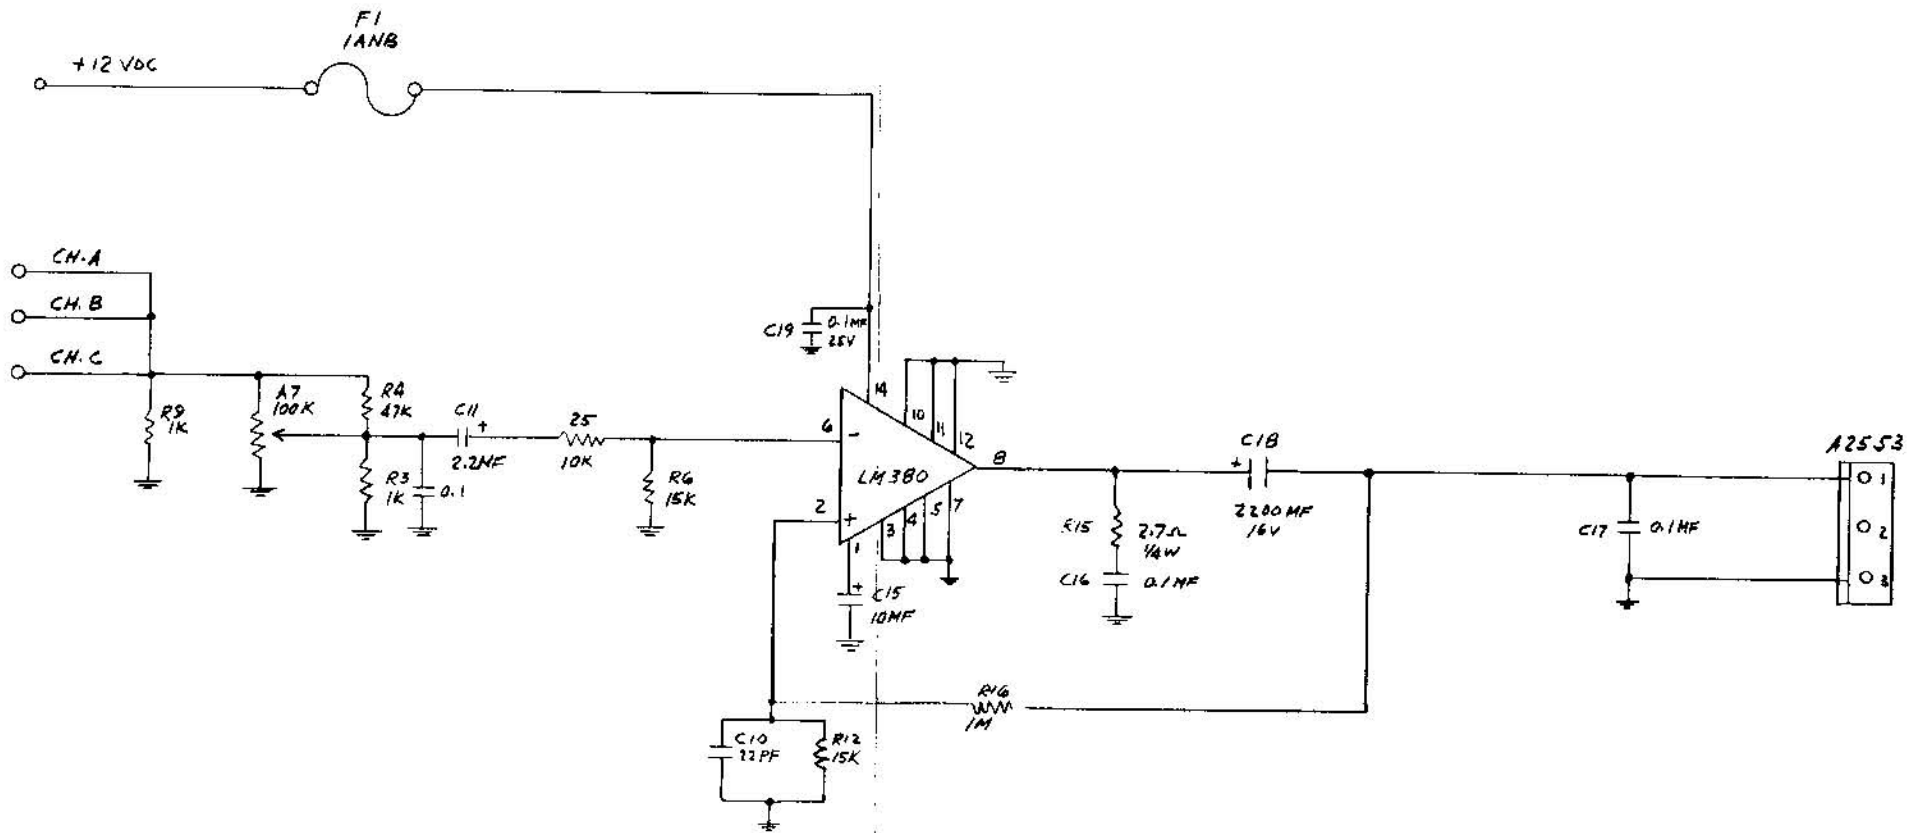 F1
1ANB
+12 VDC
CH.A
CH.B
CH.C
R9
1K
A7
100K
R4
47K
R3
1K
0.1
C11
+
2.2MF
25
10K
R6
15K
C19
0.1MF
25V
14
10
11
12
6
-
LM380
8
2
+
3
4
5
7
1
+
C15
10MF
R15
2.7Ω
1/4W
C16
0.1MF
C18
+
2200MF
16V
C17
0.1MF
A2553
1
2
3
R16
1M
C10
22PF
R12
15K